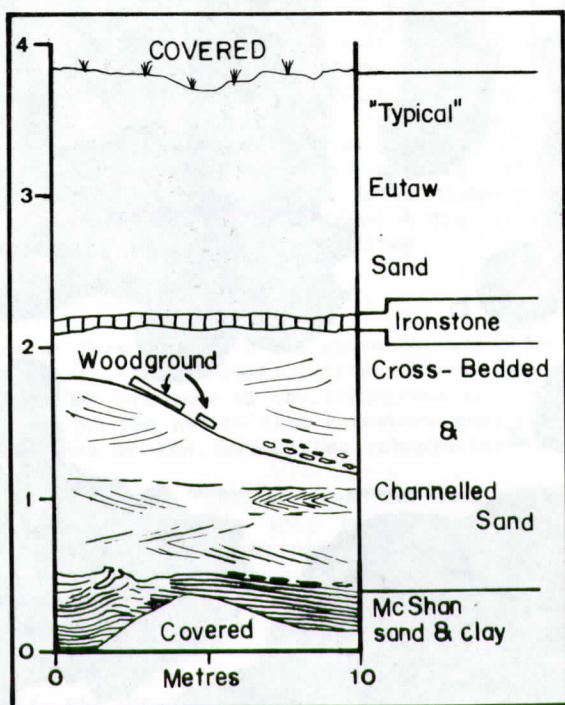 4
COVERED
"Typical"
3
Eutaw
Sand
Ironstone
2
Woodground
Cross-Bedded
&
1
Channelled
Sand
McShan
sand & clay
Covered
0
0
Metres
10